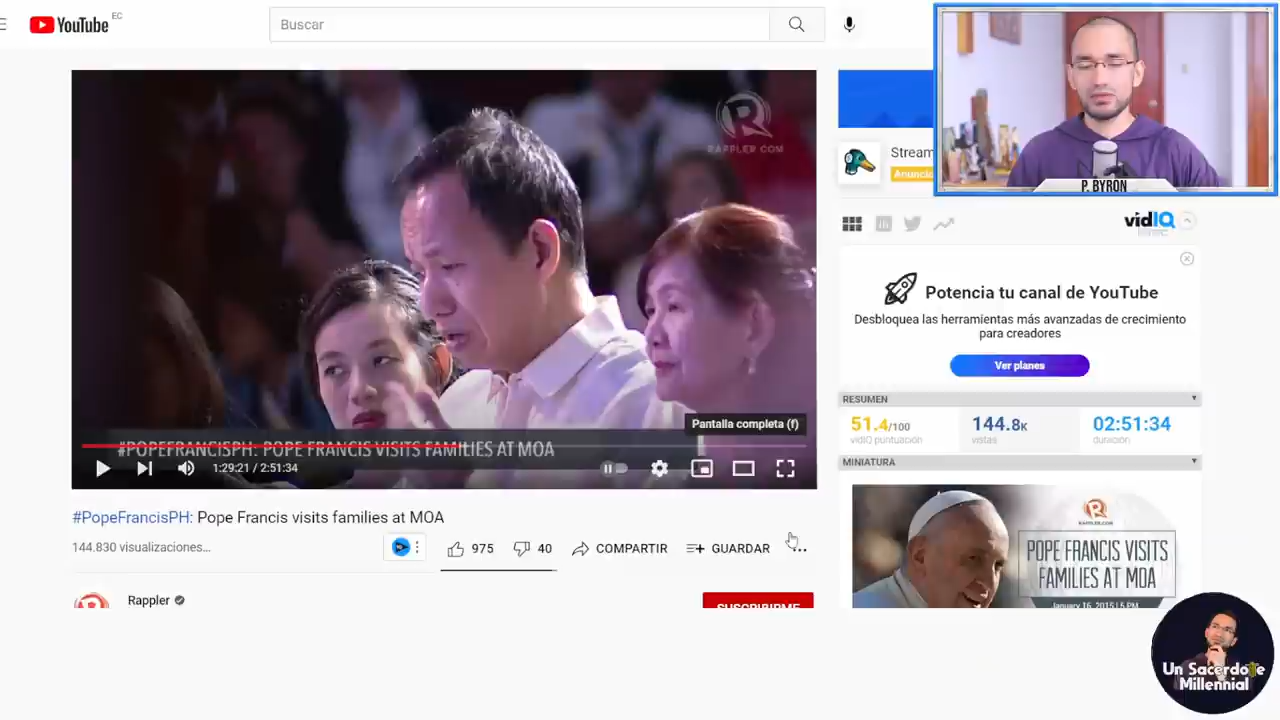 YouTube EC
Buscar
RAPPLER.COM
Stream
Anuncio
P. BYRON
vidIQ
Potencia tu canal de YouTube
Desbloquea las herramientas más avanzadas de crecimiento
para creadores
Ver planes
Pantalla completa (f)
#POPEFRANCISPH: POPE FRANCIS VISITS FAMILIES AT MOA
1:29:21 / 2:51:34
RESUMEN
51.4/100
vidIQ puntuación
144.8K
vistas
02:51:34
duración
MINIATURA
RAPPLER.COM
POPE FRANCIS VISITS
FAMILIES AT MOA
January 16, 2015 | 5 PM
#PopeFrancisPH: Pope Francis visits families at MOA
144.830 visualizaciones...
975
40
COMPARTIR
GUARDAR
Rappler
SUSCRIBIRME
Un Sacerdote
Millennial